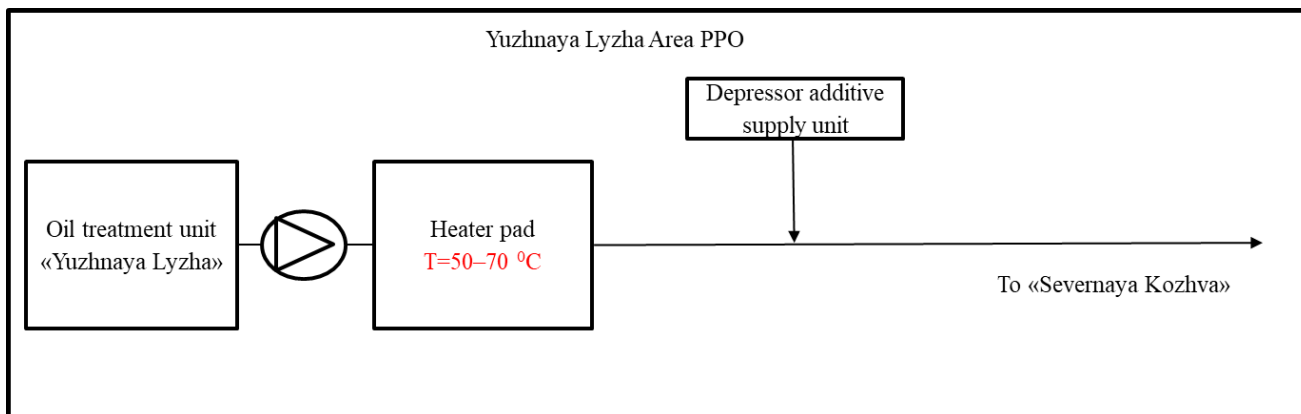 Yuzhnaya Lyzha Area PPO
Depressor additive
supply unit
Oil treatment unit
«Yuzhnaya Lyzha»
Heater pad
T=50–70 ⁰C
To «Severnaya Kozhva»